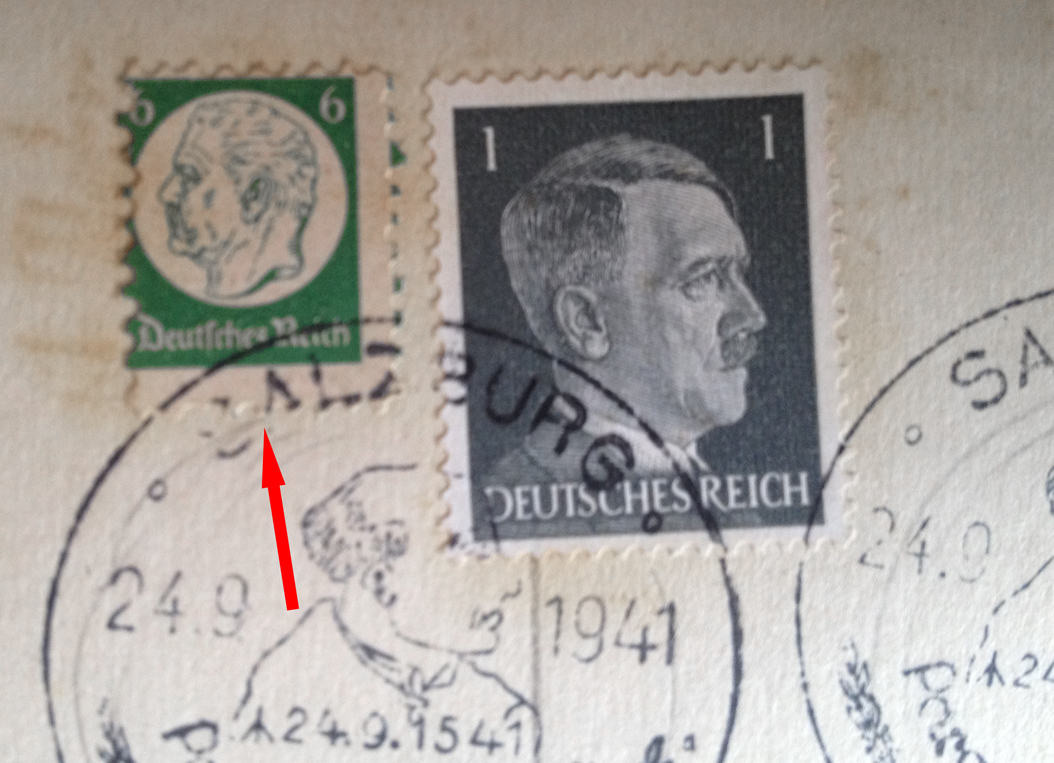 6 6
Deutsches Reich
1 1
DEUTSCHES REICH
SALZBURG
24.9 1941
24.9.1541
SA
24.9
24